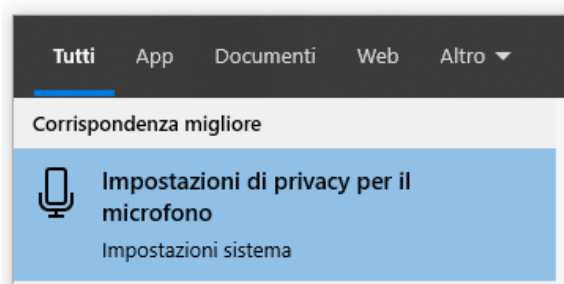 Tutti App Documenti Web Altro
Corrispondenza migliore
Impostazioni di privacy per il
microfono
Impostazioni sistema